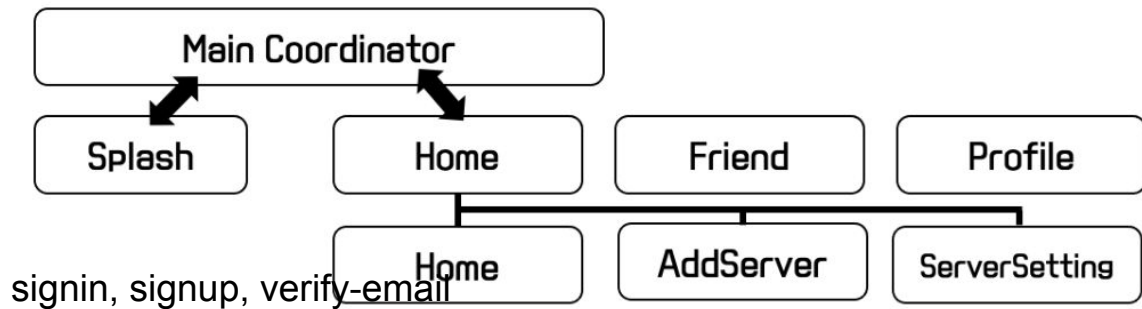 Main Coordinator
Splash
Home
Friend
Profile
Home
AddServer
ServerSetting
signin, signup, verify-email